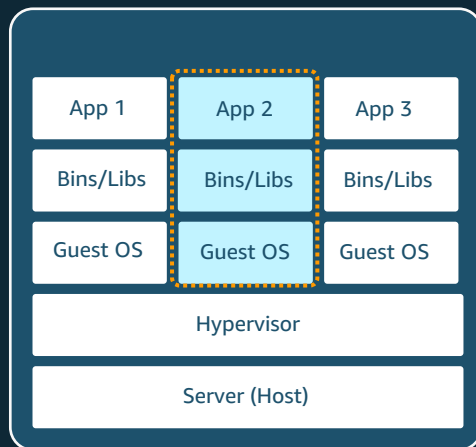 App 1 App 2 App 3
Bins/Libs Bins/Libs Bins/Libs
Guest OS Guest OS Guest OS
Hypervisor
Server (Host)